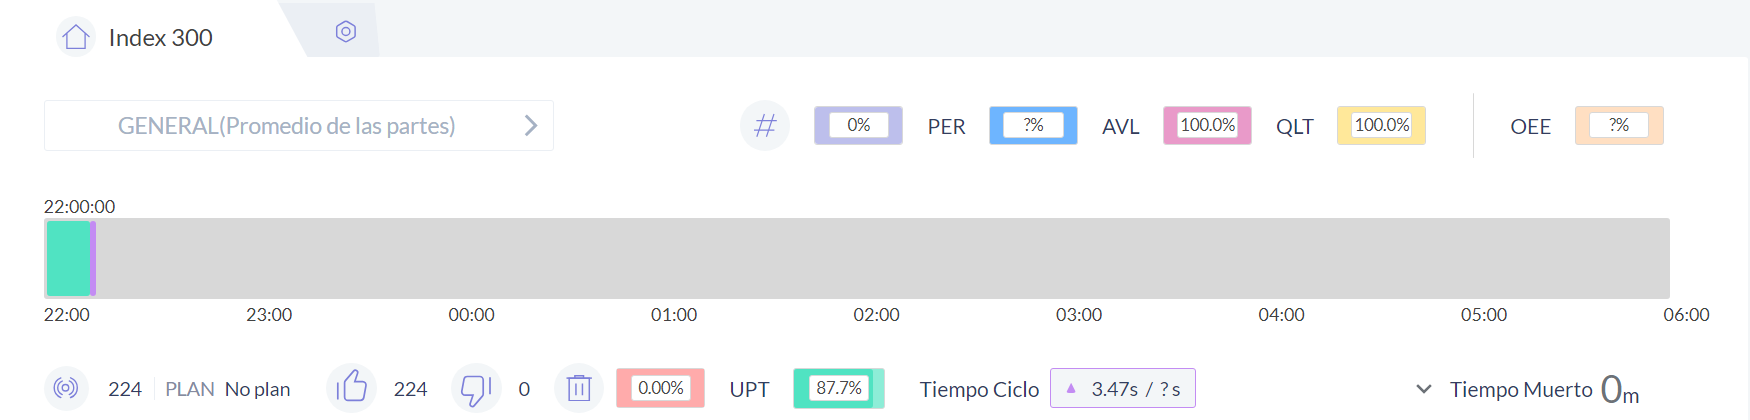 Index 300
GENERAL(Promedio de las partes)
# 0% PER ?% AVL 100.0% QLT 100.0% OEE ?%
22:00:00
22:00 23:00 00:00 01:00 02:00 03:00 04:00 05:00 06:00
224 PLAN No plan 224 0 0.00% UPT 87.7% Tiempo Ciclo 3.47s / ? s Tiempo Muerto 0m